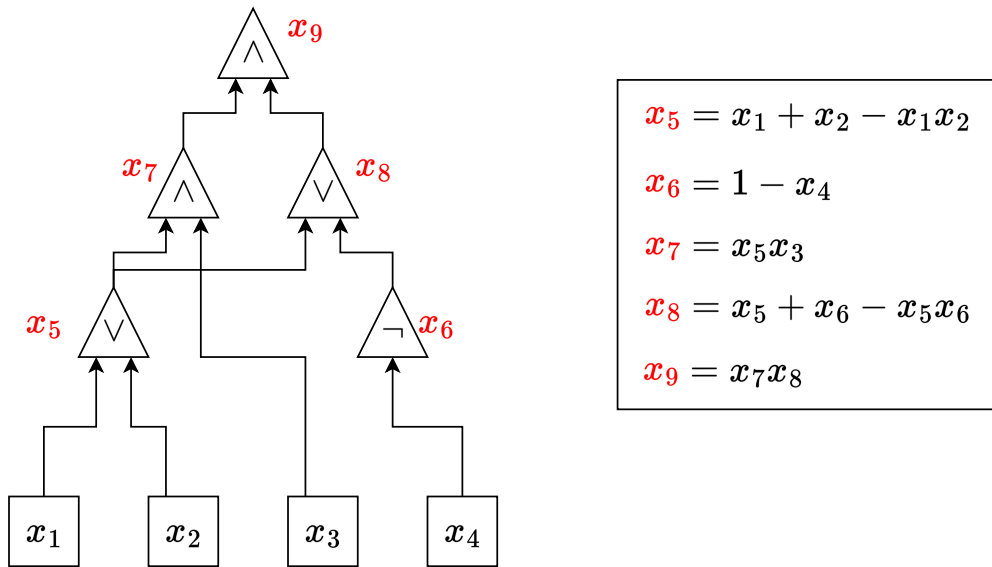 x₉
∧
x₇ ∧ ∨ x₈
x₅ ∨ ¬ x₆
x₁ x₂ x₃ x₄
x₅ = x₁ + x₂ − x₁x₂
x₆ = 1 − x₄
x₇ = x₅x₃
x₈ = x₅ + x₆ − x₅x₆
x₉ = x₇x₈